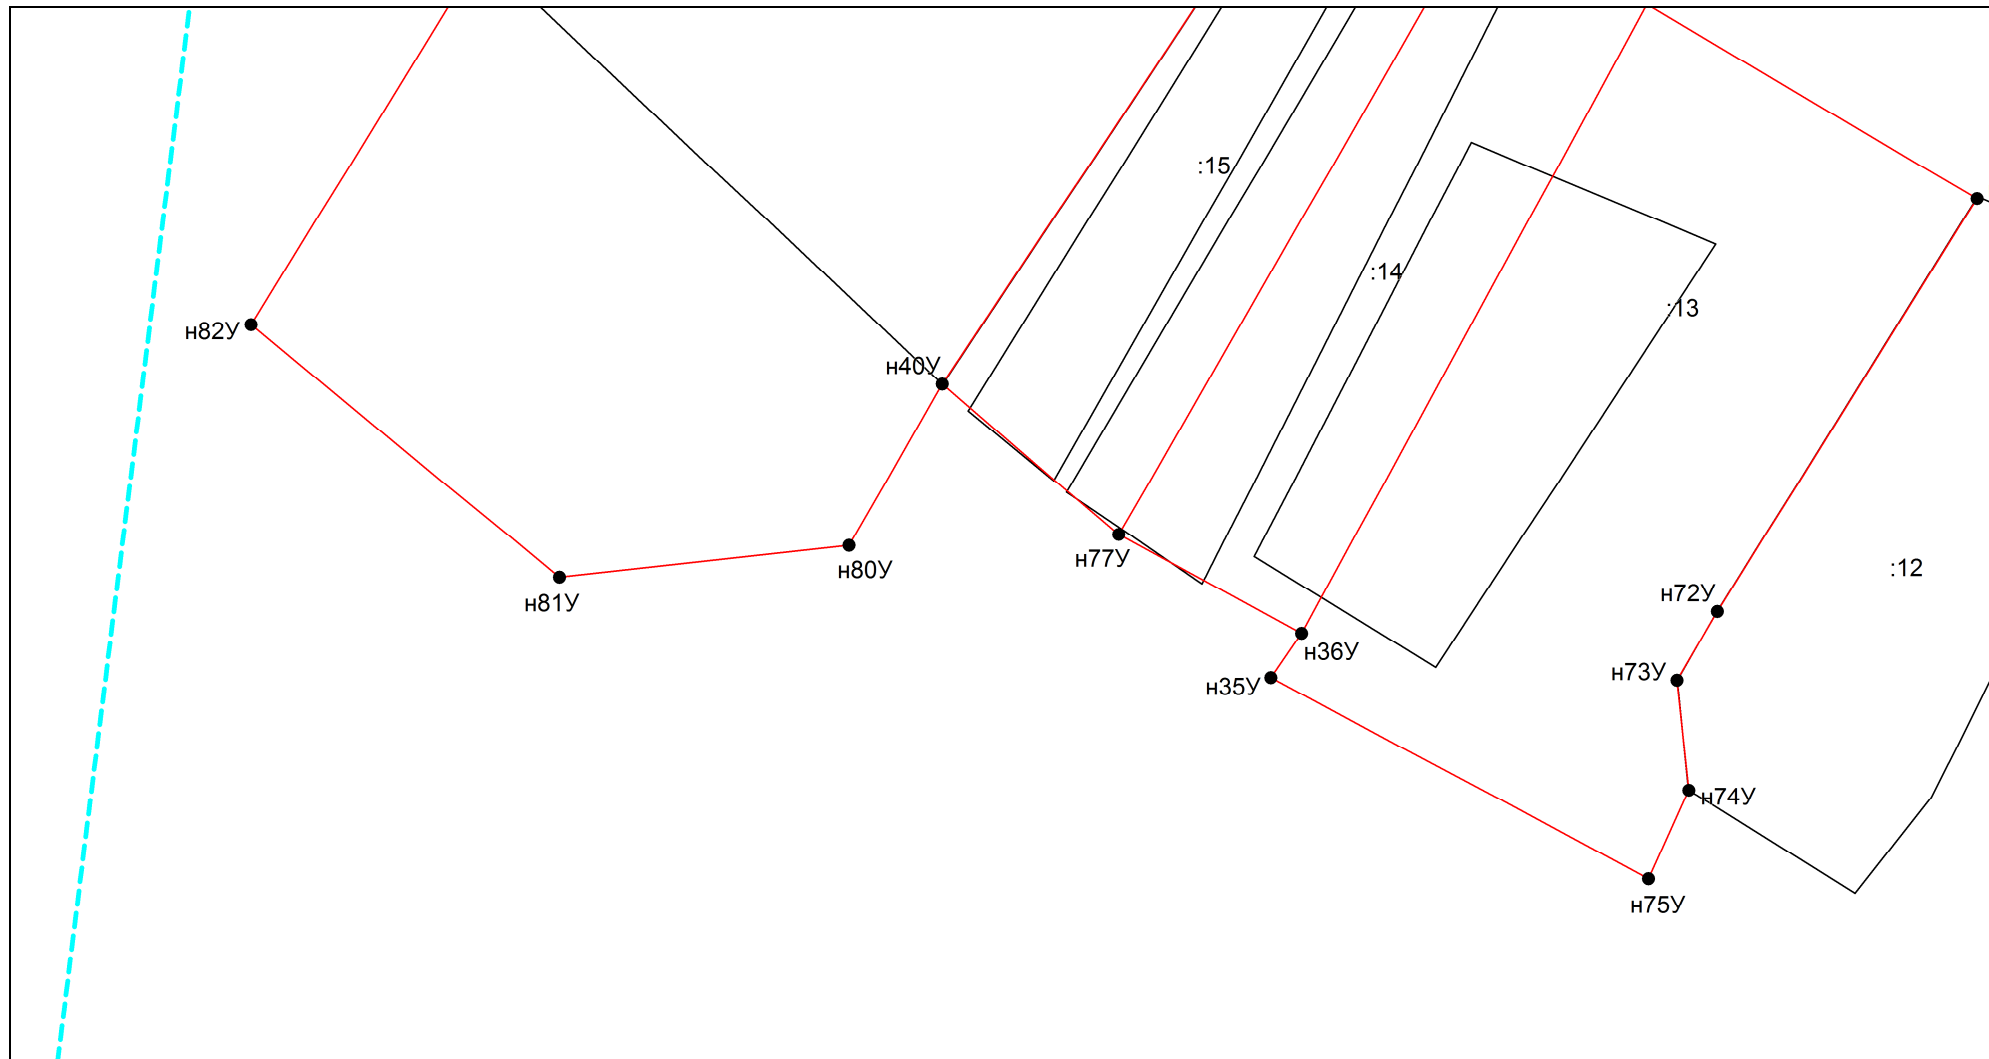 :15
:14
:13
н82У
н40У
н77У
н80У
н81У
:12
н72У
н36У
н73У
н35У
н74У
н75У